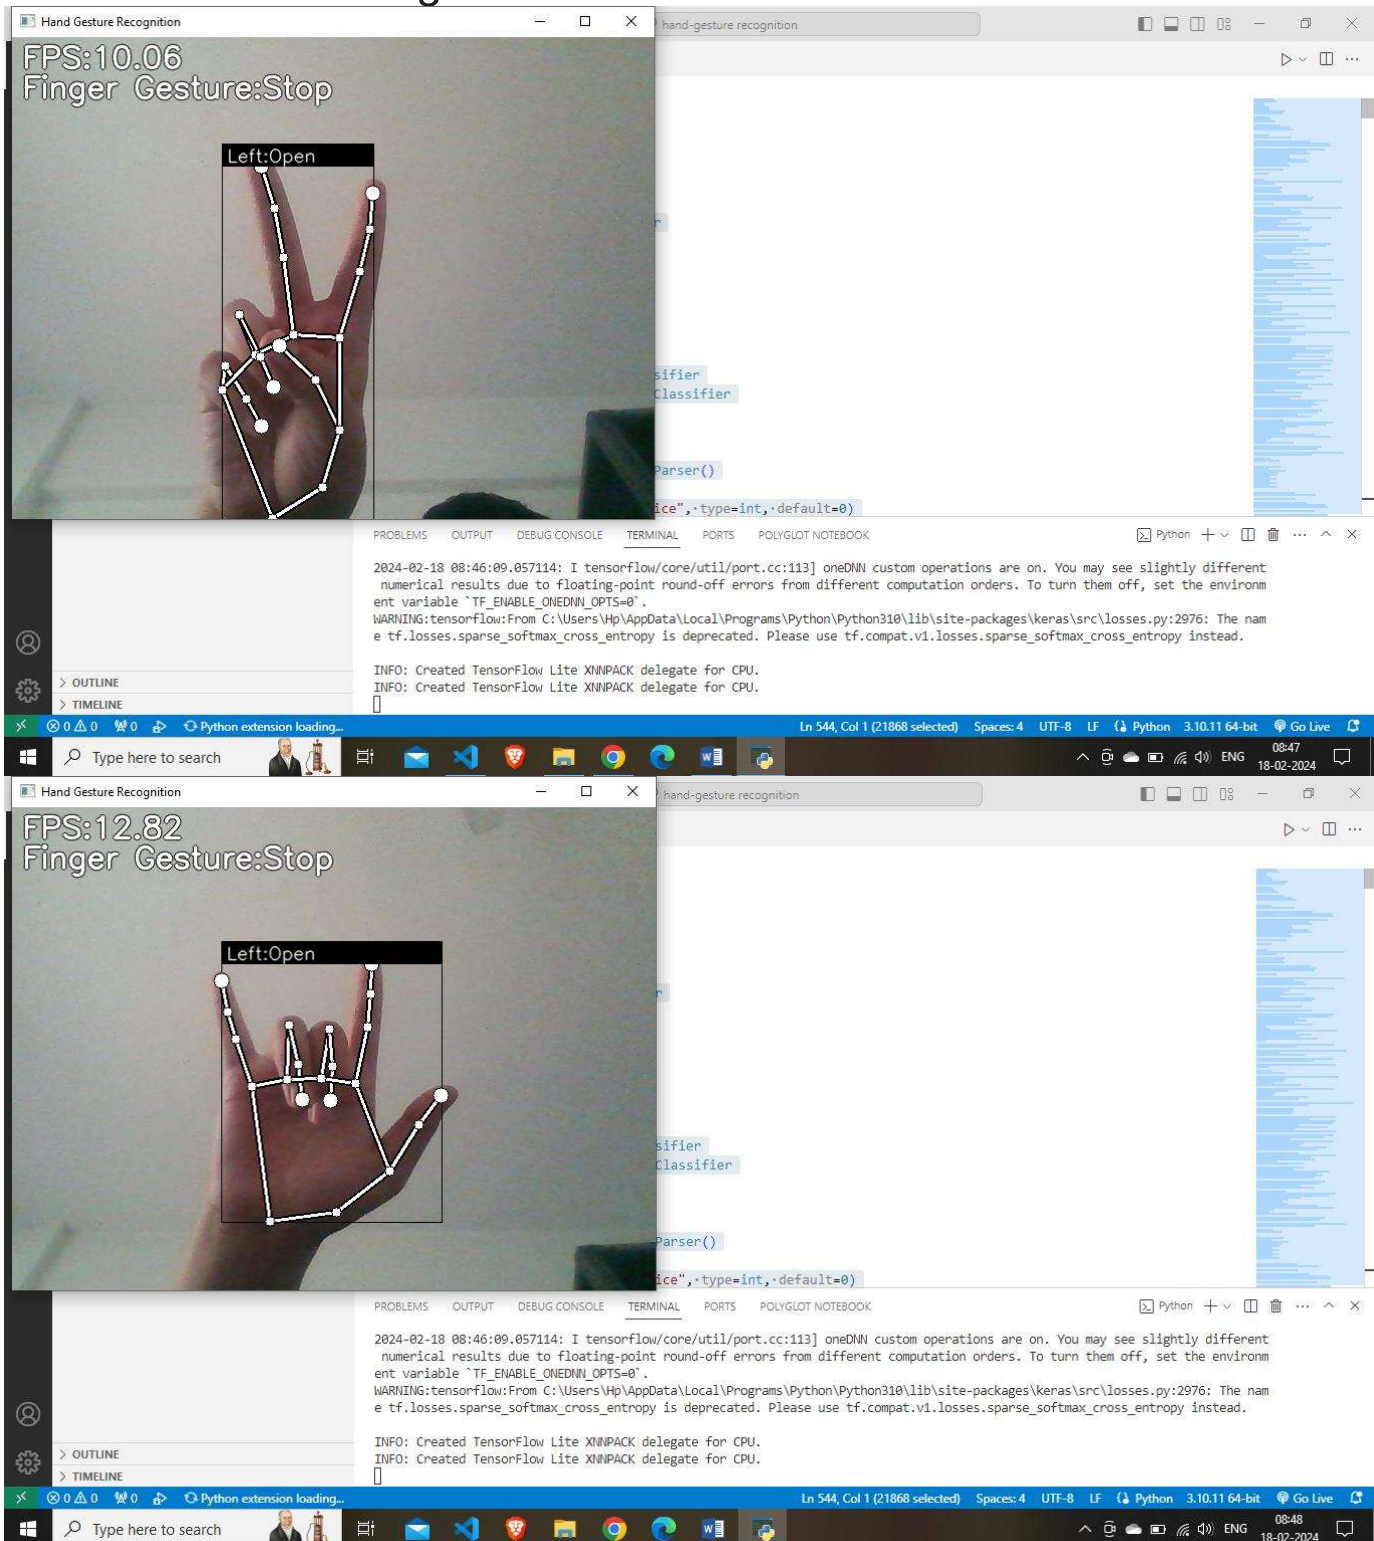 Hand Gesture Recognition
hand-gesture recognition
FPS:10.06
Finger Gesture:Stop
Left:Open
r
sifier
Classifier
Parser()
ice",·type=int,·default=0)
PROBLEMS OUTPUT DEBUG CONSOLE TERMINAL PORTS POLYGLOT NOTEBOOK
Python
2024-02-18 08:46:09.057114: I tensorflow/core/util/port.cc:113] oneDNN custom operations are on. You may see slightly different
numerical results due to floating-point round-off errors from different computation orders. To turn them off, set the environm
ent variable `TF_ENABLE_ONEDNN_OPTS=0`.
WARNING:tensorflow:From C:\Users\Hp\AppData\Local\Programs\Python\Python310\lib\site-packages\keras\src\losses.py:2976: The nam
e tf.losses.sparse_softmax_cross_entropy is deprecated. Please use tf.compat.v1.losses.sparse_softmax_cross_entropy instead.
INFO: Created TensorFlow Lite XNNPACK delegate for CPU.
INFO: Created TensorFlow Lite XNNPACK delegate for CPU.
> OUTLINE
> TIMELINE
0 0 0 Python extension loading... Ln 544, Col 1 (21868 selected) Spaces: 4 UTF-8 LF Python 3.10.11 64-bit Go Live
Type here to search
ENG
08:47
18-02-2024
Hand Gesture Recognition
hand-gesture recognition
FPS:12.82
Finger Gesture:Stop
Left:Open
r
sifier
Classifier
Parser()
ice",·type=int,·default=0)
PROBLEMS OUTPUT DEBUG CONSOLE TERMINAL PORTS POLYGLOT NOTEBOOK
Python
2024-02-18 08:46:09.057114: I tensorflow/core/util/port.cc:113] oneDNN custom operations are on. You may see slightly different
numerical results due to floating-point round-off errors from different computation orders. To turn them off, set the environm
ent variable `TF_ENABLE_ONEDNN_OPTS=0`.
WARNING:tensorflow:From C:\Users\Hp\AppData\Local\Programs\Python\Python310\lib\site-packages\keras\src\losses.py:2976: The nam
e tf.losses.sparse_softmax_cross_entropy is deprecated. Please use tf.compat.v1.losses.sparse_softmax_cross_entropy instead.
INFO: Created TensorFlow Lite XNNPACK delegate for CPU.
INFO: Created TensorFlow Lite XNNPACK delegate for CPU.
> OUTLINE
> TIMELINE
0 0 0 Python extension loading... Ln 544, Col 1 (21868 selected) Spaces: 4 UTF-8 LF Python 3.10.11 64-bit Go Live
Type here to search
ENG
08:48
18-02-2024